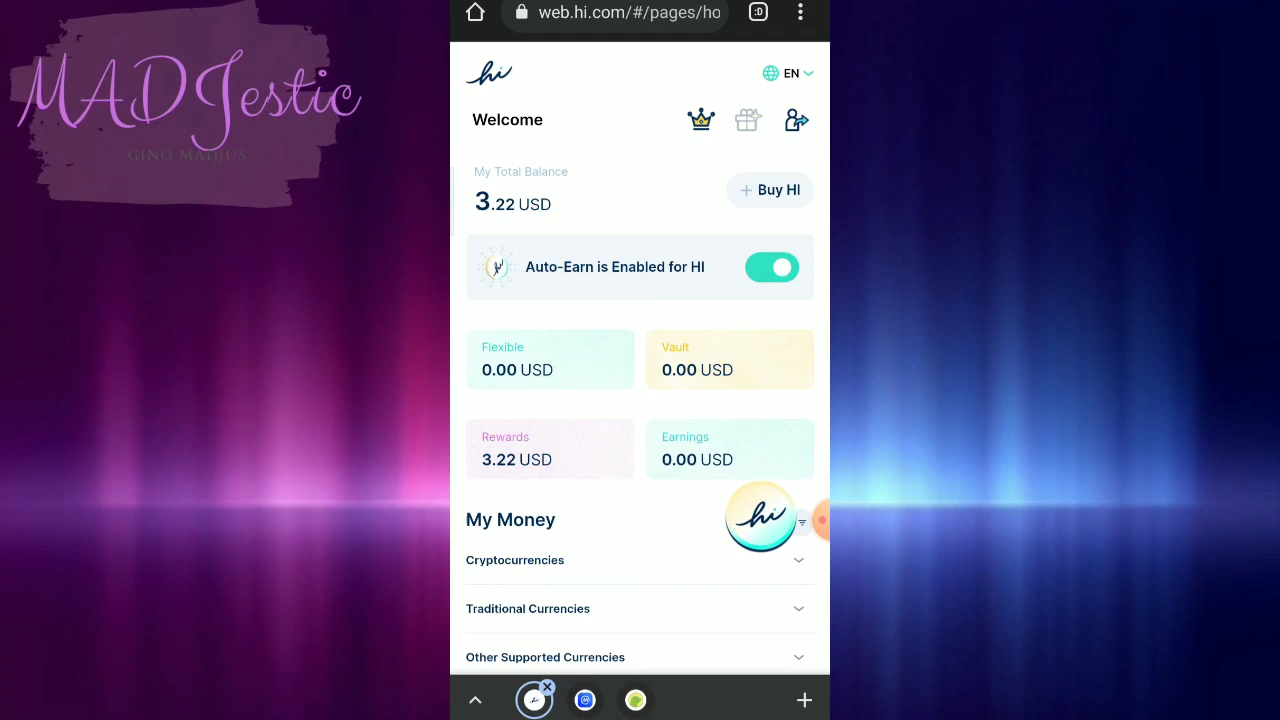 MADJestic
GINO MADJUS
web.hi.com/#/pages/ho
:D
hi
EN
Welcome
My Total Balance
3.22 USD
+ Buy HI
Auto-Earn is Enabled for HI
Flexible
0.00 USD
Vault
0.00 USD
Rewards
3.22 USD
Earnings
0.00 USD
My Money
hi
Cryptocurrencies
Traditional Currencies
Other Supported Currencies